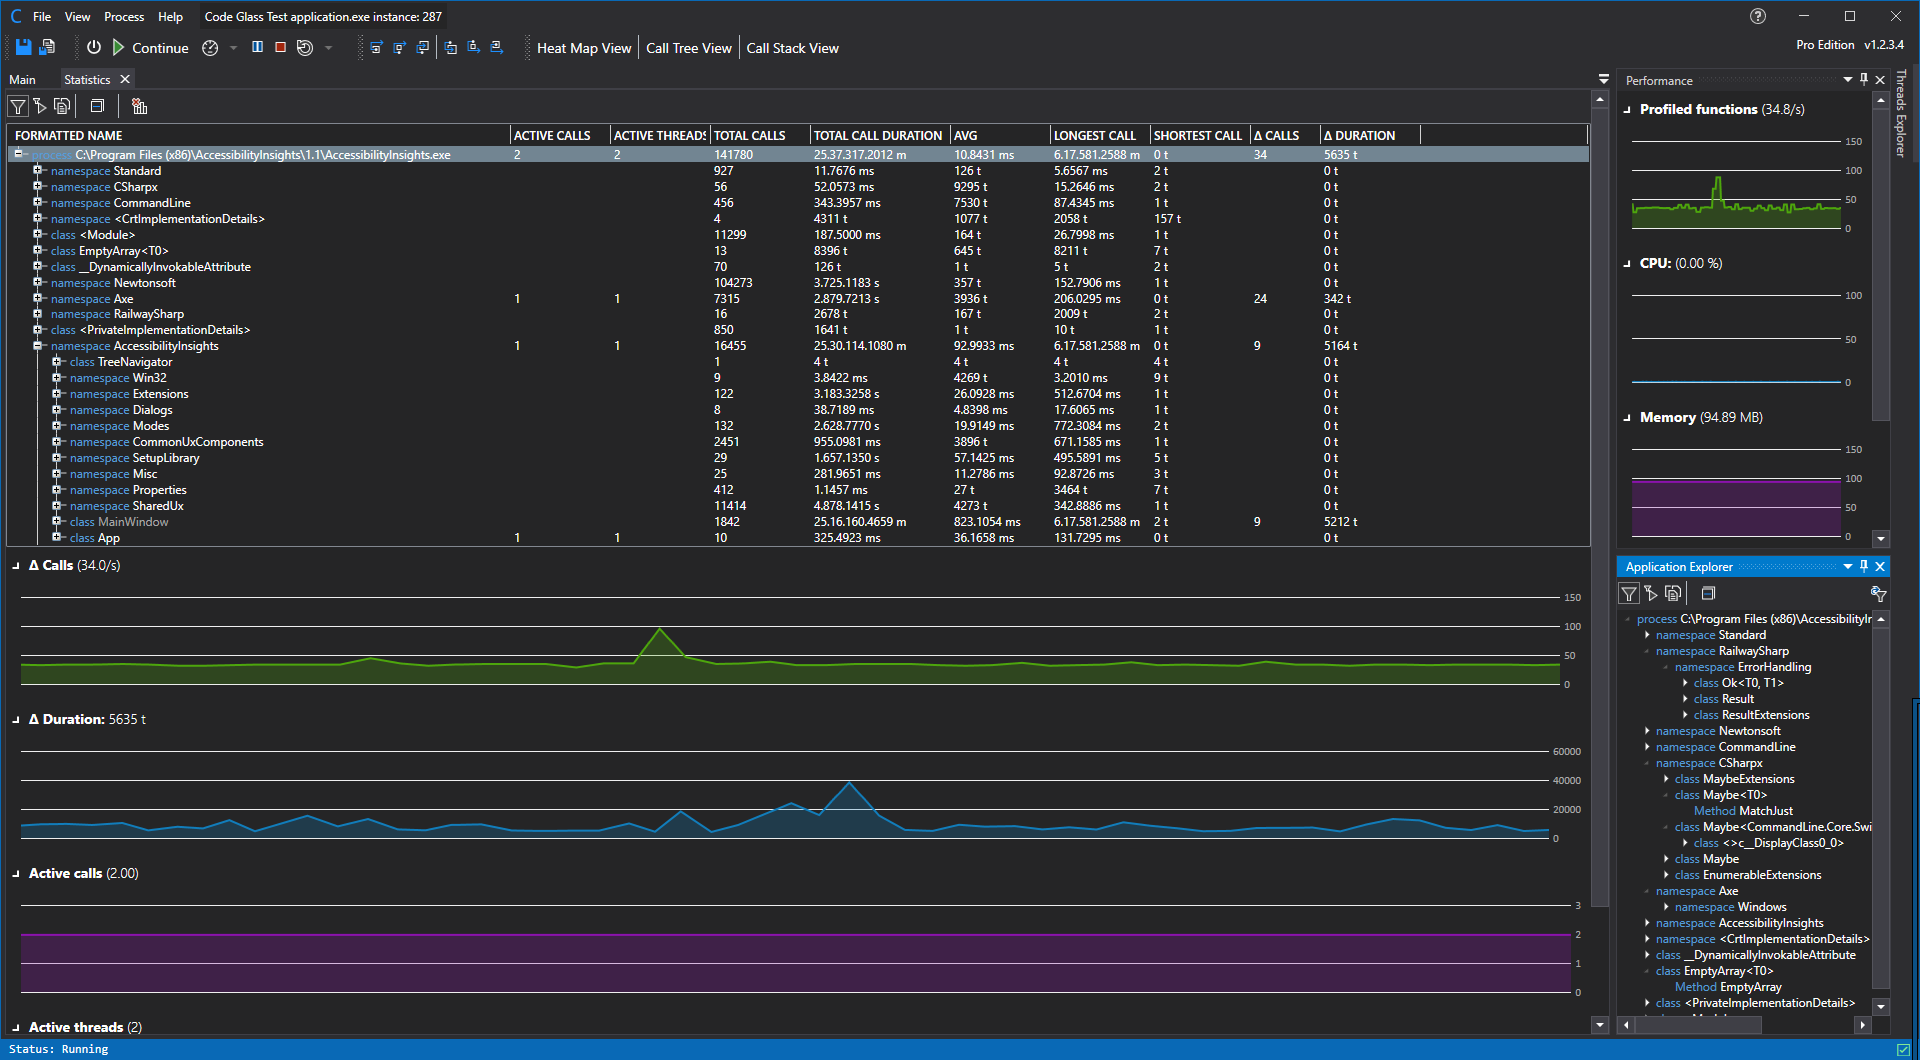 File View Process Help Code Glass Test application.exe instance: 287
Continue Heat Map View Call Tree View Call Stack View Pro Edition v1.2.3.4
Main Statistics
FORMATTED NAME ACTIVE CALLS ACTIVE THREADS TOTAL CALLS TOTAL CALL DURATION AVG LONGEST CALL SHORTEST CALL Δ CALLS Δ DURATION
process C:\Program Files (x86)\AccessibilityInsights\1.1\AccessibilityInsights.exe 2 2 141780 25.37.317.2012 m 10.8431 ms 6.17.581.2588 m 0 t 34 5635 t
namespace Standard 927 11.7676 ms 126 t 5.6567 ms 2 t 0 t
namespace CSharpx 56 52.0573 ms 9295 t 15.2646 ms 2 t 0 t
namespace CommandLine 456 343.3957 ms 7530 t 87.4345 ms 1 t 0 t
namespace <CrtImplementationDetails> 4 4311 t 1077 t 2058 t 157 t 0 t
class <Module> 11299 187.5000 ms 164 t 26.7998 ms 1 t 0 t
class EmptyArray<T0> 13 8396 t 645 t 8211 t 7 t 0 t
class __DynamicallyInvokableAttribute 70 126 t 1 t 5 t 2 t 0 t
namespace Newtonsoft 104273 3.725.1183 s 357 t 152.7906 ms 1 t 0 t
namespace Axe 1 1 7315 2.879.7213 s 3936 t 206.0295 ms 0 t 24 342 t
namespace RailwaySharp 16 2678 t 167 t 2009 t 2 t 0 t
class <PrivateImplementationDetails> 850 1641 t 1 t 10 t 1 t 0 t
namespace AccessibilityInsights 1 1 16455 25.30.114.1080 m 92.9933 ms 6.17.581.2588 m 0 t 9 5164 t
class TreeNavigator 1 4 t 4 t 4 t 4 t 0 t
namespace Win32 9 3.8422 ms 4269 t 3.2010 ms 9 t 0 t
namespace Extensions 122 3.183.3258 s 26.0928 ms 512.6704 ms 1 t 0 t
namespace Dialogs 8 38.7189 ms 4.8398 ms 17.6065 ms 1 t 0 t
namespace Modes 132 2.628.7770 s 19.9149 ms 772.3084 ms 2 t 0 t
namespace CommonUxComponents 2451 955.0981 ms 3896 t 671.1585 ms 1 t 0 t
namespace SetupLibrary 29 1.657.1350 s 57.1425 ms 495.5891 ms 5 t 0 t
namespace Misc 25 281.9651 ms 11.2786 ms 92.8726 ms 3 t 0 t
namespace Properties 412 1.1457 ms 27 t 3464 t 7 t 0 t
namespace SharedUx 11414 4.878.1415 s 4273 t 342.8886 ms 1 t 0 t
class MainWindow 1842 25.16.160.4659 m 823.1054 ms 6.17.581.2588 m 2 t 9 5212 t
class App 1 1 10 325.4923 ms 36.1658 ms 131.7295 ms 0 t 0 t
Δ Calls (34.0/s)
150
100
50
0
Δ Duration: 5635 t
60000
40000
20000
0
Active calls (2.00)
3
2
1
0
Active threads (2)
Performance
Profiled functions (34.8/s)
150
100
50
0
CPU: (0.00 %)
100
50
0
Memory (94.89 MB)
150
100
50
0
Threads Explorer
Application Explorer
process C:\Program Files (x86)\AccessibilityIr
namespace Standard
namespace RailwaySharp
namespace ErrorHandling
class Ok<T0, T1>
class Result
class ResultExtensions
namespace Newtonsoft
namespace CommandLine
namespace CSharpx
class MaybeExtensions
class Maybe<T0>
Method MatchJust
class Maybe<CommandLine.Core.Swi
class <>c__DisplayClass0_0>
class Maybe
class EnumerableExtensions
namespace Axe
namespace Windows
namespace AccessibilityInsights
namespace <CrtImplementationDetails>
class __DynamicallyInvokableAttribute
class EmptyArray<T0>
Method EmptyArray
class <PrivateImplementationDetails>
Status: Running